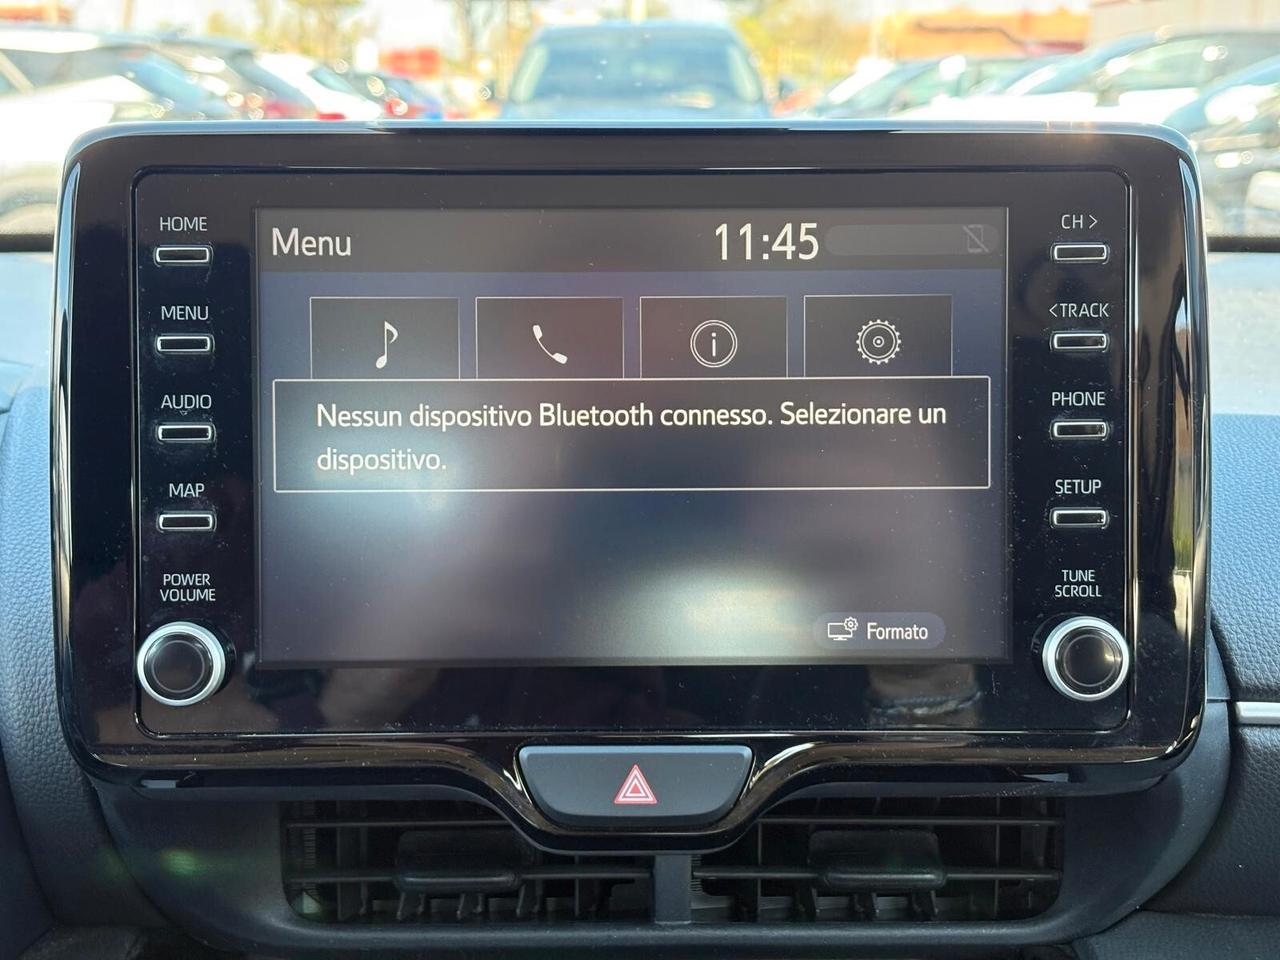 HOME
MENU
AUDIO
MAP
POWER
VOLUME
Menu
11:45
Nessun dispositivo Bluetooth connesso. Selezionare un
dispositivo.
Formato
CH >
<TRACK
PHONE
SETUP
TUNE
SCROLL